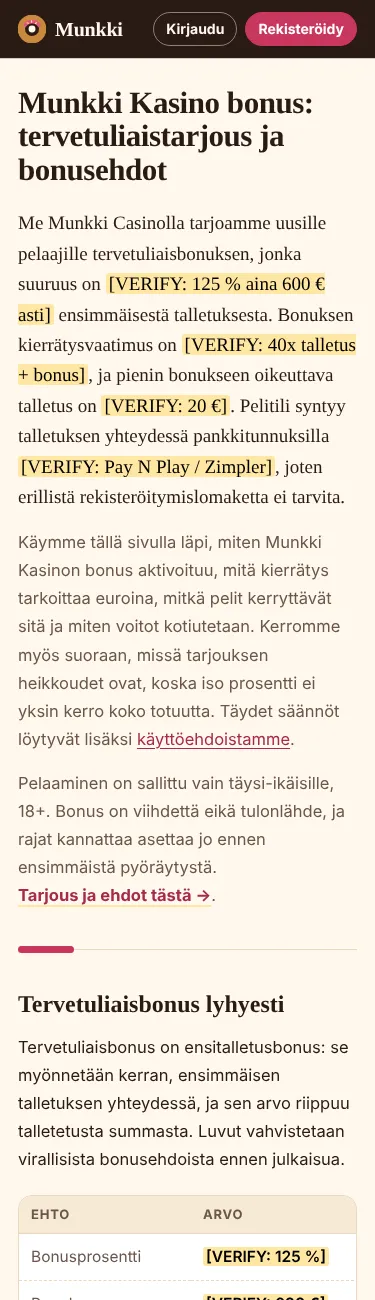 Munkki
Kirjaudu
Rekisteröidy
Munkki Kasino bonus:
tervetuliaistarjous ja
bonusehdot
Me Munkki Casinolla tarjoamme uusille
pelaajille tervetuliaisbonuksen, jonka
suuruus on [VERIFY: 125 % aina 600 €
asti] ensimmäisestä talletuksesta. Bonuksen
kierrätysvaatimus on [VERIFY: 40x talletus
+ bonus], ja pienin bonukseen oikeuttava
talletus on [VERIFY: 20 €]. Pelitili syntyy
talletuksen yhteydessä pankkitunnuksilla
[VERIFY: Pay N Play / Zimpler], joten
erillistä rekisteröitymislomaketta ei tarvita.
Käymme tällä sivulla läpi, miten Munkki
Kasinon bonus aktivoituu, mitä kierrätys
tarkoittaa euroina, mitkä pelit kerryttävät
sitä ja miten voitot kotiutetaan. Kerromme
myös suoraan, missä tarjouksen
heikkoudet ovat, koska iso prosentti ei
yksin kerro koko totuutta. Täydet säännöt
löytyvät lisäksi käyttöehdoistamme.
Pelaaminen on sallittu vain täysi-ikäisille,
18+. Bonus on viihdettä eikä tulonlähde, ja
rajat kannattaa asettaa jo ennen
ensimmäistä pyöräytystä.
Tarjous ja ehdot tästä →.
Tervetuliaisbonus lyhyesti
Tervetuliaisbonus on ensitalletusbonus: se
myönnetään kerran, ensimmäisen
talletuksen yhteydessä, ja sen arvo riippuu
talletetusta summasta. Luvut vahvistetaan
virallisista bonusehdoista ennen julkaisua.
EHTO ARVO
Bonusprosentti [VERIFY: 125 %]